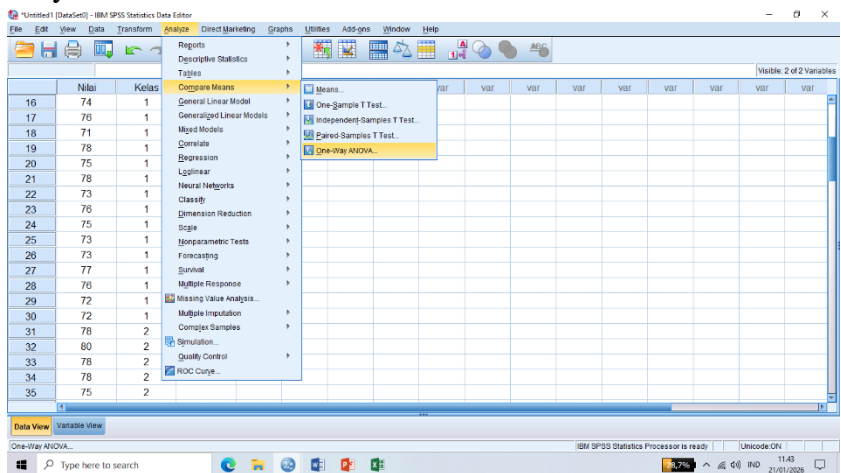 *Untitled1 [DataSet0] - IBM SPSS Statistics Data Editor
File Edit View Data Transform Analyze Direct Marketing Graphs Utilities Add-ons Window Help
Visible: 2 of 2 Variables
Reports
Descriptive Statistics
Tables
Compare Means
General Linear Model
Generalized Linear Models
Mixed Models
Correlate
Regression
Loglinear
Neural Networks
Classify
Dimension Reduction
Scale
Nonparametric Tests
Forecasting
Survival
Multiple Response
Missing Value Analysis...
Multiple Imputation
Complex Samples
Simulation...
Quality Control
ROC Curve...
Means...
One-Sample T Test...
Independent-Samples T Test...
Paired-Samples T Test...
One-Way ANOVA...
Nilai Kelas var var var var var var var var var
16 74 1
17 76 1
18 71 1
19 78 1
20 75 1
21 78 1
22 73 1
23 76 1
24 75 1
25 73 1
26 73 1
27 77 1
28 76 1
29 72 1
30 72 1
31 78 2
32 80 2
33 78 2
34 78 2
35 75 2
Data View Variable View
One-Way ANOVA... IBM SPSS Statistics Processor is ready Unicode:ON
Type here to search IND 11.43
21/01/2026